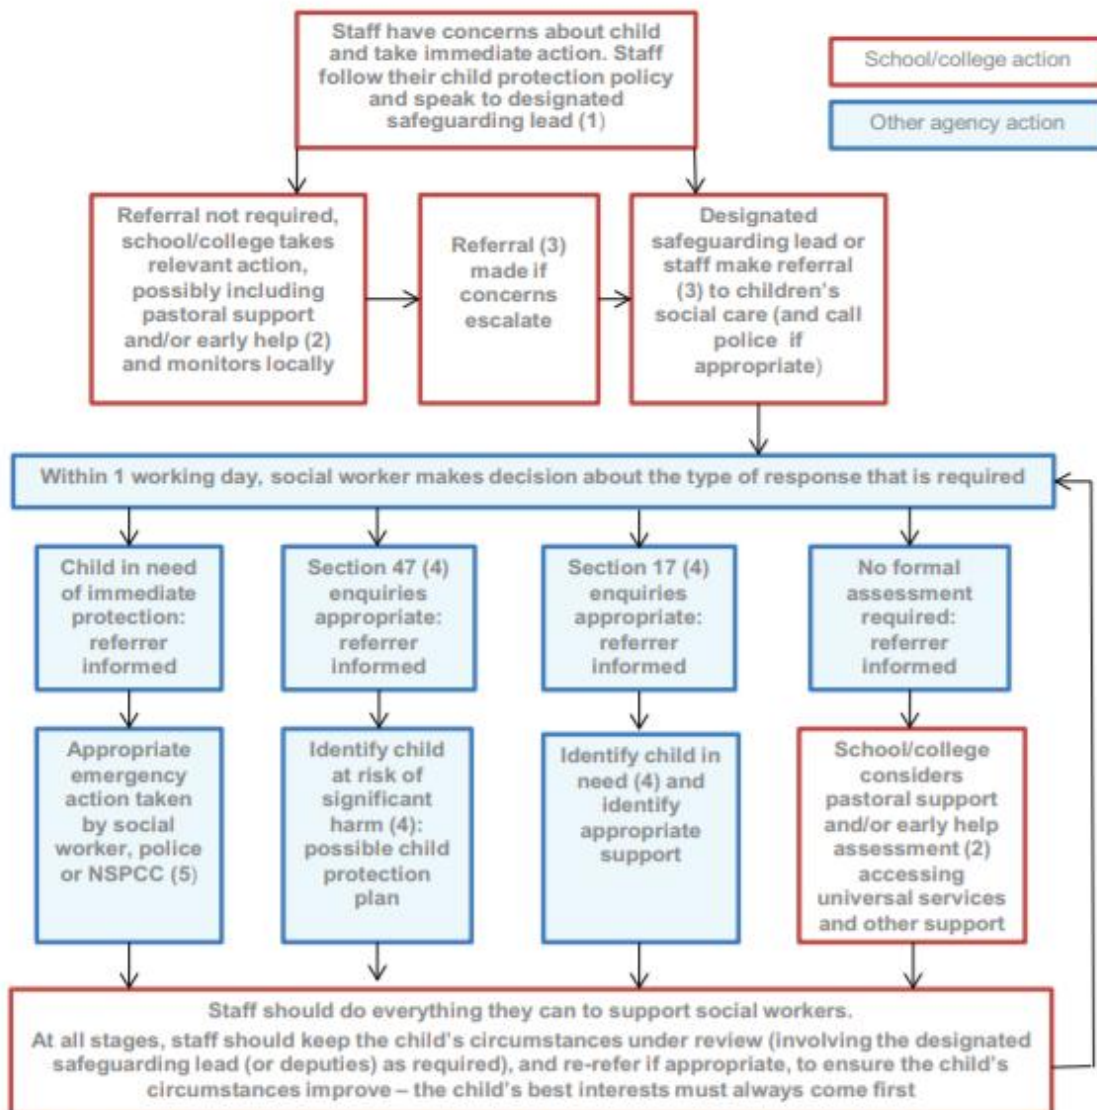 Staff have concerns about child
and take immediate action. Staff
follow their child protection policy
and speak to designated
safeguarding lead (1)
School/college action
Other agency action
Referral not required,
school/college takes
relevant action,
possibly including
pastoral support
and/or early help (2)
and monitors locally
Referral (3)
made if
concerns
escalate
Designated
safeguarding lead or
staff make referral
(3) to children's
social care (and call
police if
appropriate)
Within 1 working day, social worker makes decision about the type of response that is required
Child in need
of immediate
protection:
referrer
informed
Section 47 (4)
enquiries
appropriate:
referrer
informed
Section 17 (4)
enquiries
appropriate:
referrer
informed
No formal
assessment
required:
referrer
informed
Appropriate
emergency
action taken
by social
worker, police
or NSPCC (5)
Identify child
at risk of
significant
harm (4):
possible child
protection
plan
Identify child in
need (4) and
identify
appropriate
support
School/college
considers
pastoral support
and/or early help
assessment (2)
accessing
universal services
and other support
Staff should do everything they can to support social workers.
At all stages, staff should keep the child's circumstances under review (involving the designated
safeguarding lead (or deputies) as required), and re-refer if appropriate, to ensure the child's
circumstances improve – the child's best interests must always come first